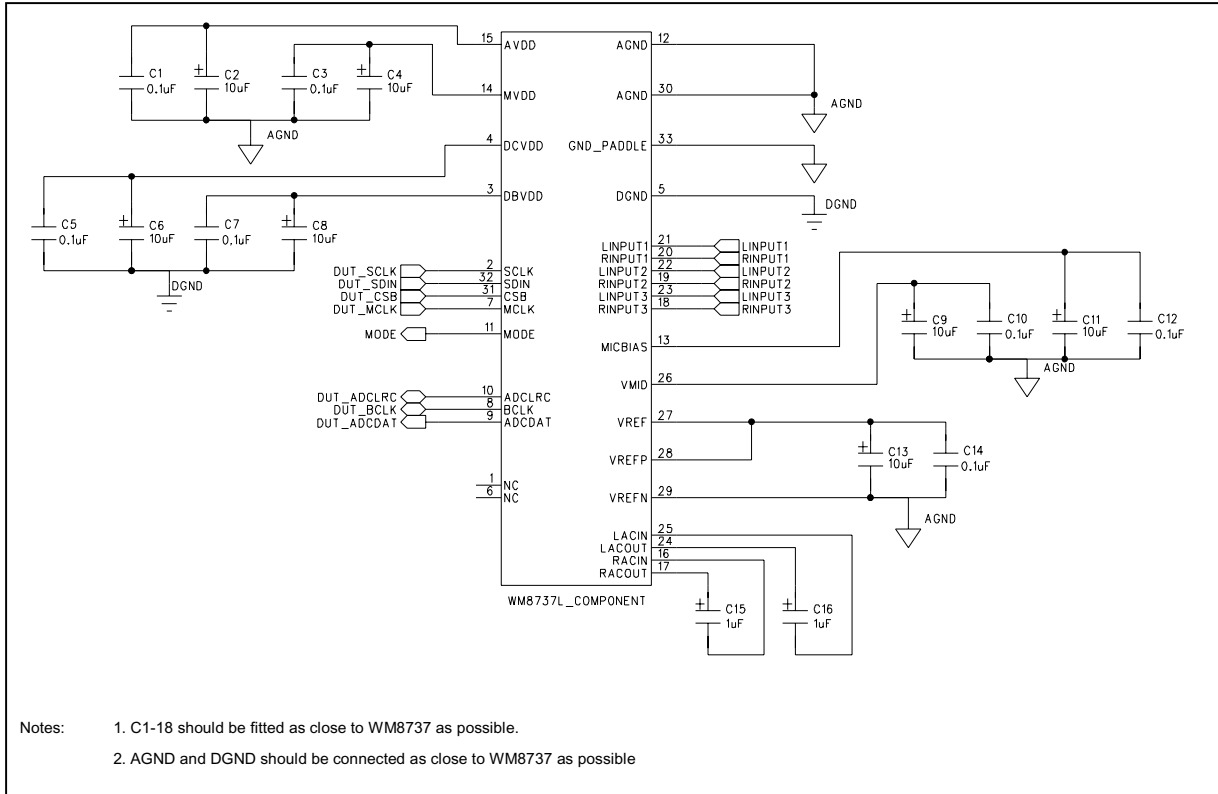 15 AVDD
AGND 12
C1 0.1uF
+ C2 10uF
C3 0.1uF
+ C4 10uF
14 MVDD
AGND 30
AGND
AGND
4 DCVDD
GND_PADDLE 33
3 DBVDD
DGND 5
DGND
C5 0.1uF
+ C6 10uF
C7 0.1uF
+ C8 10uF
DGND
LINPUT1 21 LINPUT1
RINPUT1 20 RINPUT1
LINPUT2 22 LINPUT2
RINPUT2 19 RINPUT2
LINPUT3 23 LINPUT3
RINPUT3 18 RINPUT3
DUT_SCLK 2 SCLK
DUT_SDIN 32 SDIN
DUT_CSB 31 CSB
DUT_MCLK 7 MCLK
MODE 11 MODE
MICBIAS 13
+ C9 10uF
C10 0.1uF
+ C11 10uF
C12 0.1uF
AGND
VMID 26
DUT_ADCLRC 10 ADCLRC
DUT_BCLK 8 BCLK
DUT_ADCDAT 9 ADCDAT
VREF 27
VREFP 28
+ C13 10uF
C14 0.1uF
1 NC
6 NC
VREFN 29
AGND
LACIN 25
LACOUT 24
RACIN 16
RACOUT 17
WM8737L_COMPONENT
+ C15 1uF
+ C16 1uF
Notes: 1. C1-18 should be fitted as close to WM8737 as possible.
2. AGND and DGND should be connected as close to WM8737 as possible